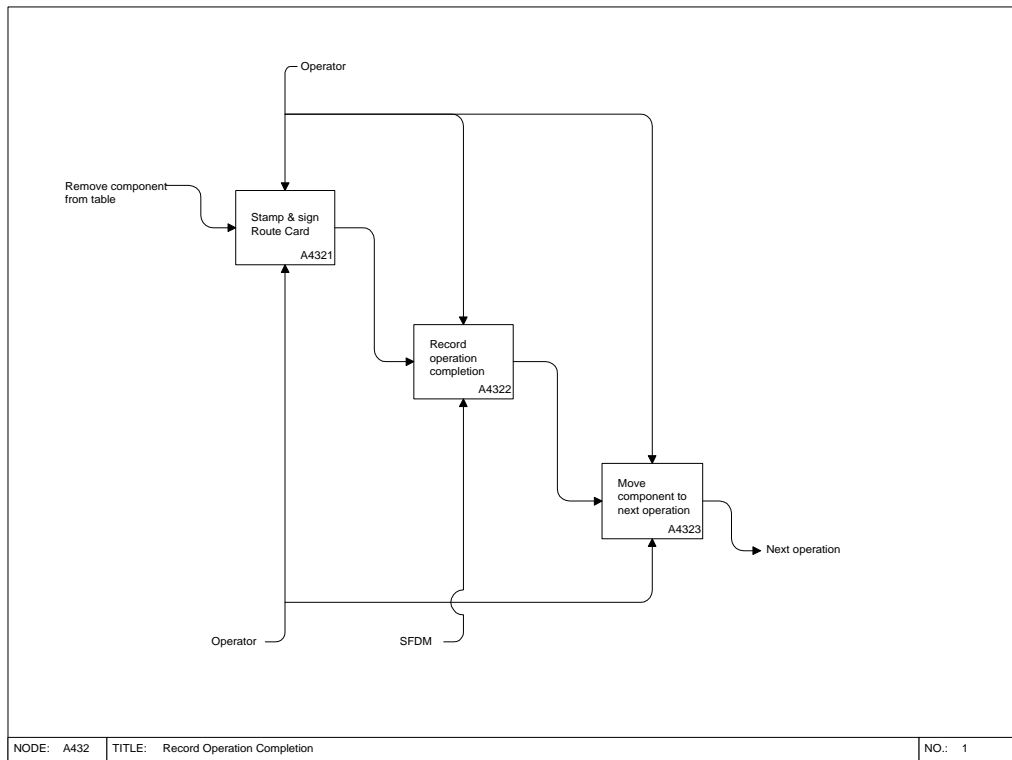 Operator
Remove component
from table
Stamp & sign
Route Card
A4321
Record
operation
completion
A4322
Move
component to
next operation
A4323
Next operation
Operator
SFDM
NODE: A432 TITLE: Record Operation Completion NO.: 1